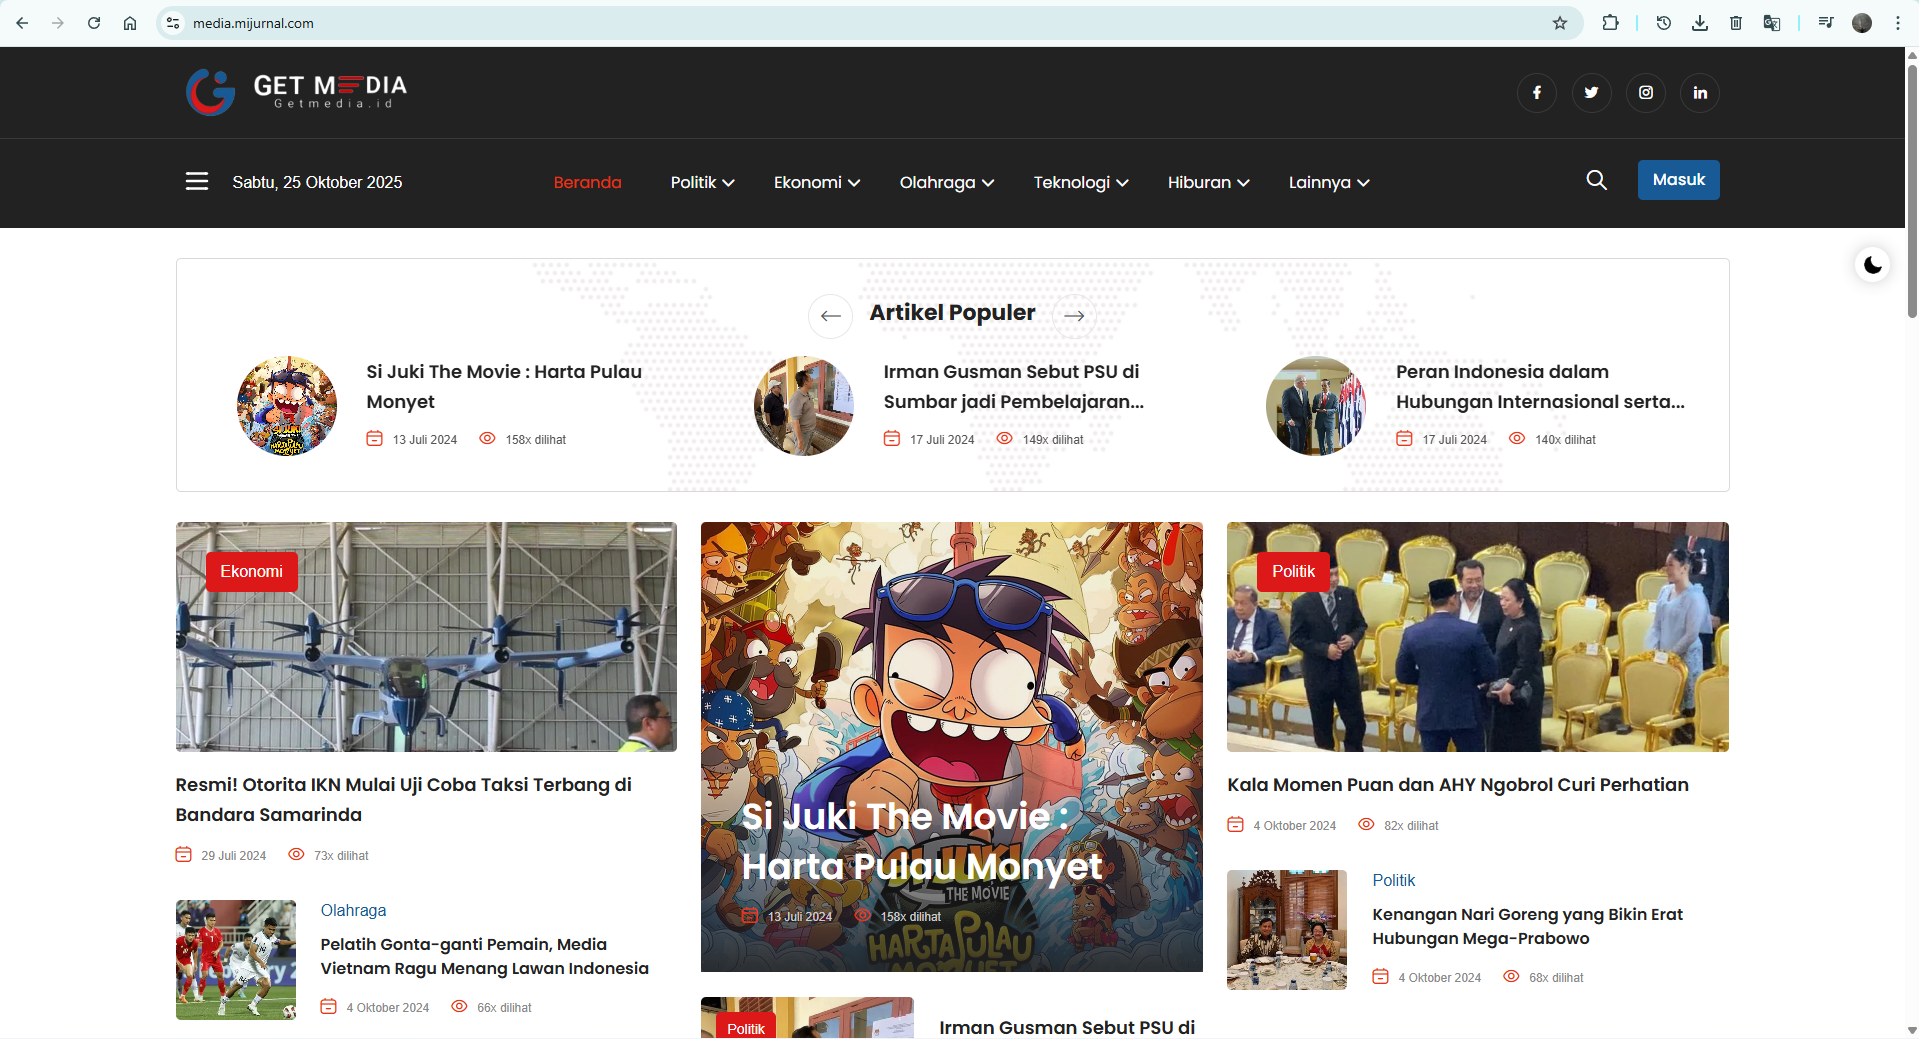 media.mijurnal.com
GET MEDIA
Getmedia.id
Sabtu, 25 Oktober 2025
Beranda
Politik
Ekonomi
Olahraga
Teknologi
Hiburan
Lainnya
Masuk
Artikel Populer
Si Juki The Movie : Harta Pulau
Monyet
13 Juli 2024
158x dilihat
Irman Gusman Sebut PSU di
Sumbar jadi Pembelajaran...
17 Juli 2024
149x dilihat
Peran Indonesia dalam
Hubungan Internasional serta...
17 Juli 2024
140x dilihat
Ekonomi
Resmi! Otorita IKN Mulai Uji Coba Taksi Terbang di
Bandara Samarinda
29 Juli 2024
73x dilihat
Olahraga
Pelatih Gonta-ganti Pemain, Media
Vietnam Ragu Menang Lawan Indonesia
4 Oktober 2024
66x dilihat
Si Juki The Movie :
Harta Pulau Monyet
THE MOVIE
13 Juli 2024
158x dilihat
HARTA PULAU
MONYET
Politik
Irman Gusman Sebut PSU di
Politik
Kala Momen Puan dan AHY Ngobrol Curi Perhatian
4 Oktober 2024
82x dilihat
Politik
Kenangan Nari Goreng yang Bikin Erat
Hubungan Mega-Prabowo
4 Oktober 2024
68x dilihat